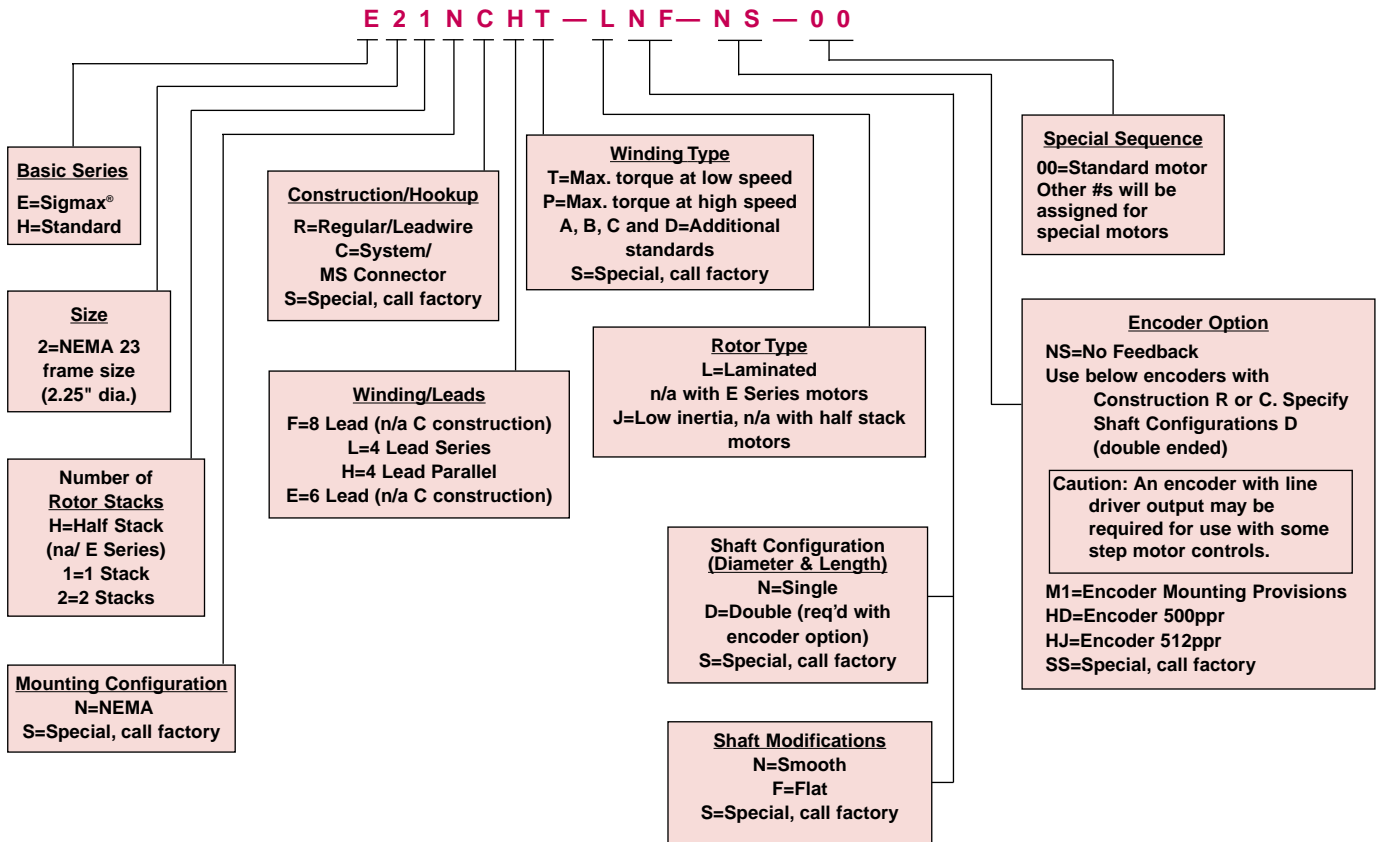 E 2 1 N C H T — L N F — N S — 0 0
Basic Series
E=Sigmax®
H=Standard
Size
2=NEMA 23
frame size
(2.25" dia.)
Number of
Rotor Stacks
H=Half Stack
(na/ E Series)
1=1 Stack
2=2 Stacks
Mounting Configuration
N=NEMA
S=Special, call factory
Construction/Hookup
R=Regular/Leadwire
C=System/
MS Connector
S=Special, call factory
Winding/Leads
F=8 Lead (n/a C construction)
L=4 Lead Series
H=4 Lead Parallel
E=6 Lead (n/a C construction)
Winding Type
T=Max. torque at low speed
P=Max. torque at high speed
A, B, C and D=Additional
standards
S=Special, call factory
Rotor Type
L=Laminated
n/a with E Series motors
J=Low inertia, n/a with half stack
motors
Shaft Configuration
(Diameter & Length)
N=Single
D=Double (req'd with
encoder option)
S=Special, call factory
Shaft Modifications
N=Smooth
F=Flat
S=Special, call factory
Special Sequence
00=Standard motor
Other #s will be
assigned for
special motors
Encoder Option
NS=No Feedback
Use below encoders with
Construction R or C. Specify
Shaft Configurations D
(double ended)
Caution: An encoder with line
driver output may be
required for use with some
step motor controls.
M1=Encoder Mounting Provisions
HD=Encoder 500ppr
HJ=Encoder 512ppr
SS=Special, call factory